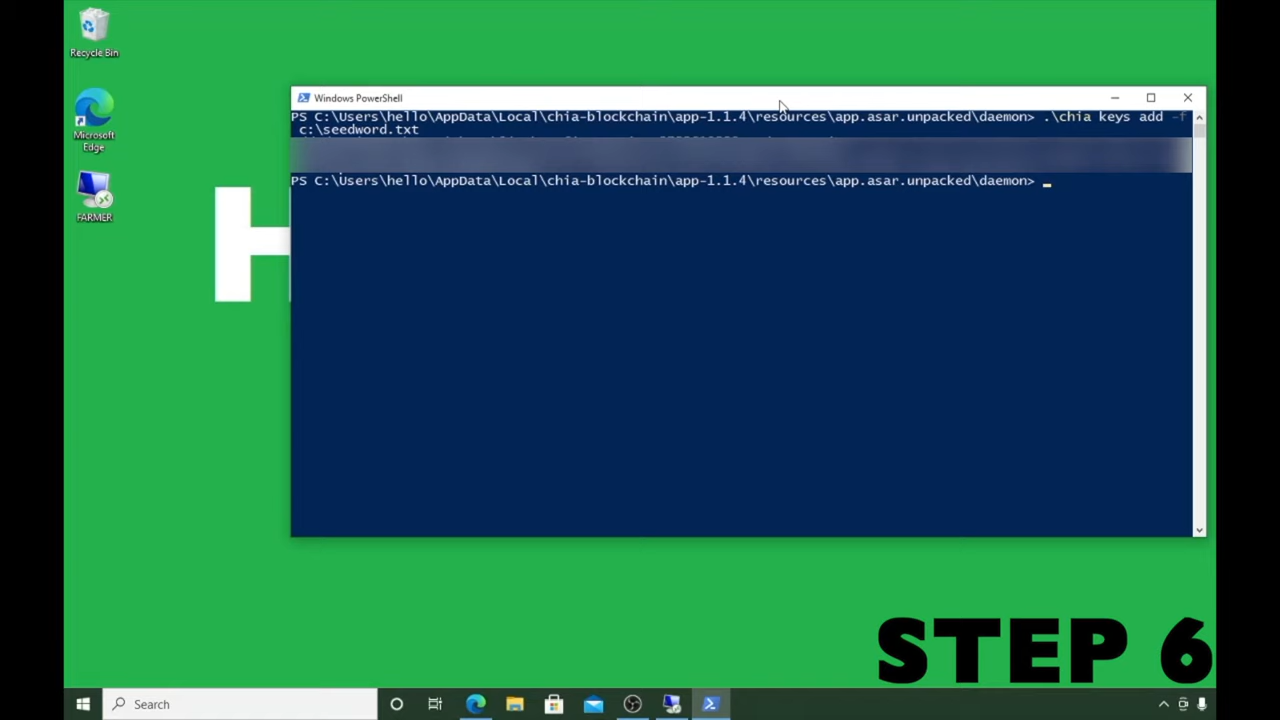 Recycle Bin
Windows PowerShell
PS C:\Users\hello\AppData\Local\chia-blockchain\app-1.1.4\resources\app.asar.unpacked\daemon> .\chia keys add -f
c:\seedword.txt
Microsoft
Edge
PS C:\Users\hello\AppData\Local\chia-blockchain\app-1.1.4\resources\app.asar.unpacked\daemon> _
FARMER
H
STEP 6
Search